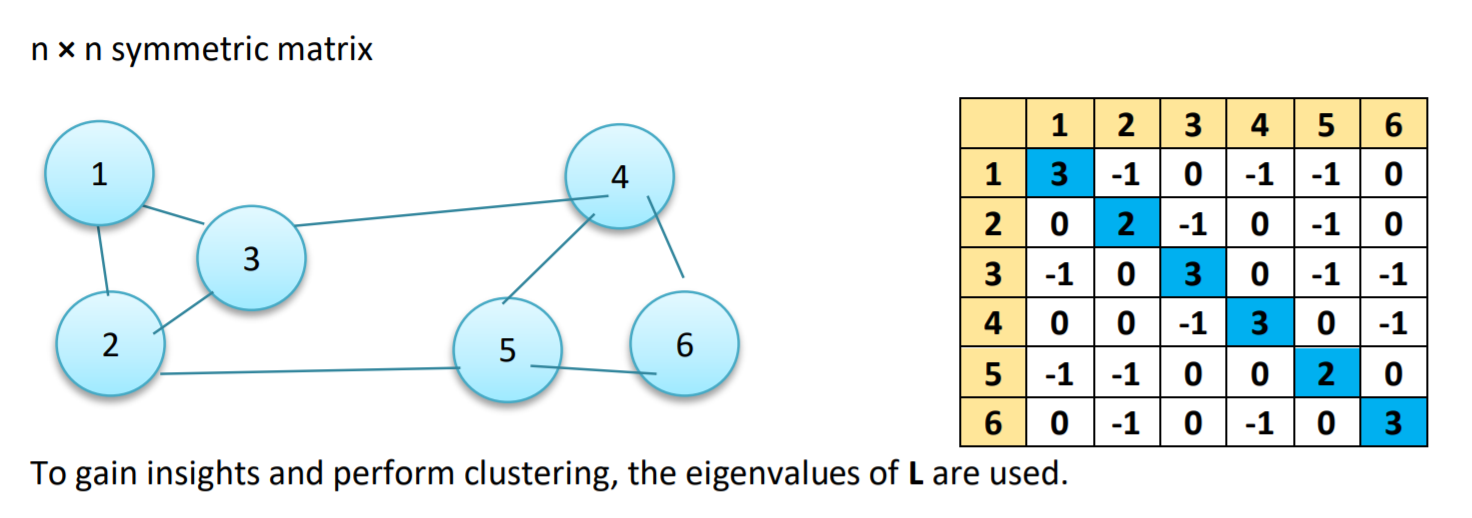 n × n symmetric matrix
1
4
3
2
5
6
1 2 3 4 5 6
1 3 -1 0 -1 -1 0
2 0 2 -1 0 -1 0
3 -1 0 3 0 -1 -1
4 0 0 -1 3 0 -1
5 -1 -1 0 0 2 0
6 0 -1 0 -1 0 3
To gain insights and perform clustering, the eigenvalues of L are used.